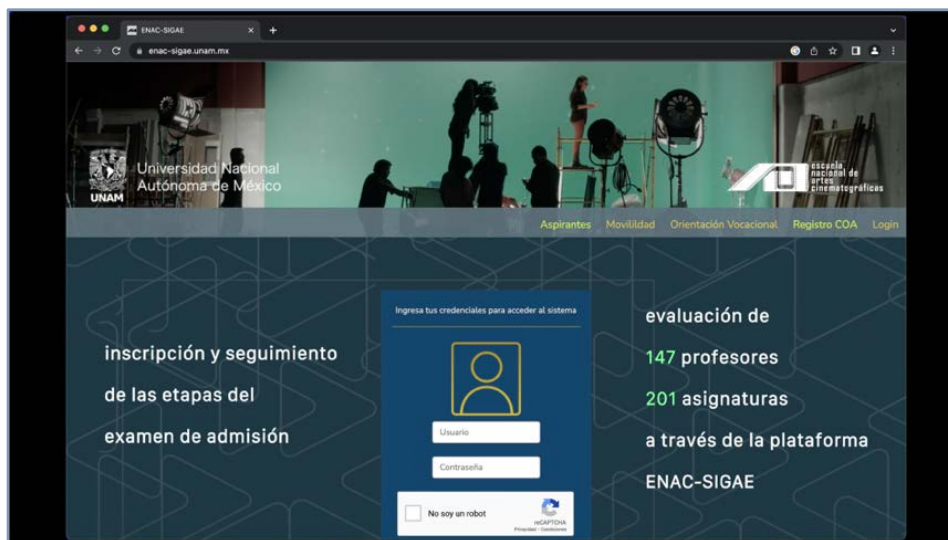 ENAC-SIGAE
enac-sigae.unam.mx
Universidad Nacional
Autónoma de México
UNAM
escuela
nacional de
artes
cinematográficas
Aspirantes Movilildad Orientación Vocacional Registro COA Login
inscripción y seguimiento
de las etapas del
examen de admisión
Ingresa tus credenciales para acceder al sistema
Usuario
Contraseña
No soy un robot
reCAPTCHA
Privacidad - Condiciones
evaluación de
147 profesores
201 asignaturas
a través de la plataforma
ENAC-SIGAE